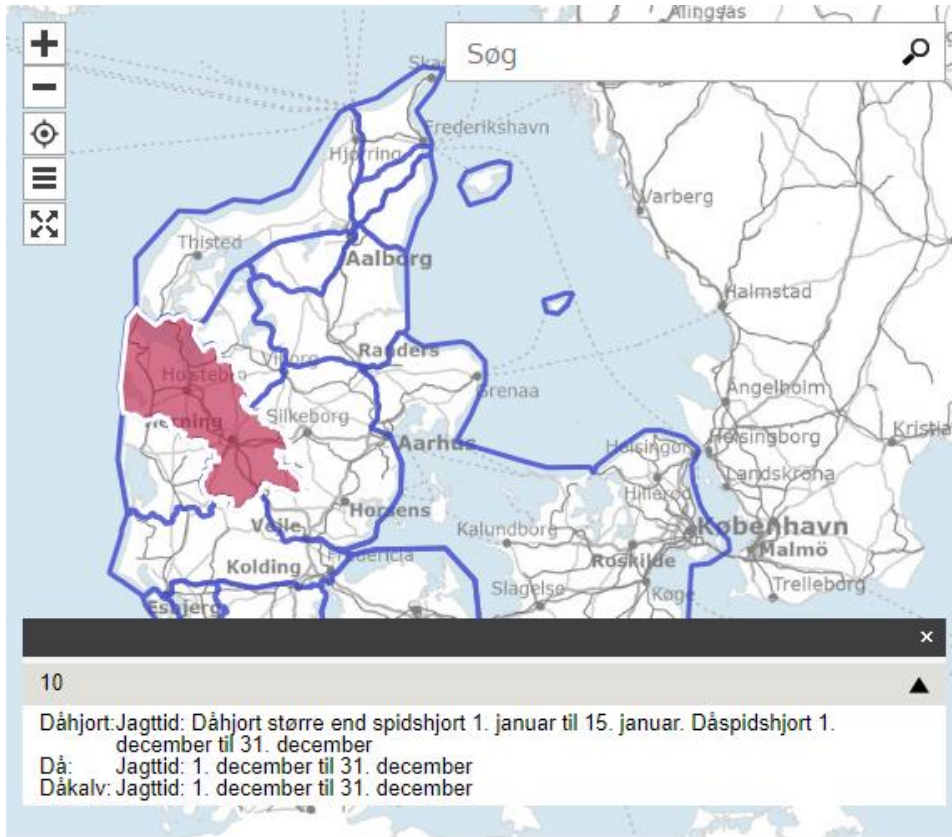 Alingsås
Søg
Frederikshavn
Hjørring
Varberg
Thisted
Aalborg
Halmstad
Viborg
Randers
Holstebro
Grenaa
Ängelholm
Silkeborg
Herning
Aarhus
Helsingør
Helsingborg
Landskrona
Hillerød
Horsens
Vejle
Kalundborg
København
Malmö
Fredericia
Kolding
Roskilde
Slagelse
Køge
Trelleborg
Esbjerg
10
Dåhjort: Jagttid: Dåhjort større end spidshjort 1. januar til 15. januar. Dåspidshjort 1.
december til 31. december
Då: Jagttid: 1. december til 31. december
Dåkalv: Jagttid: 1. december til 31. december